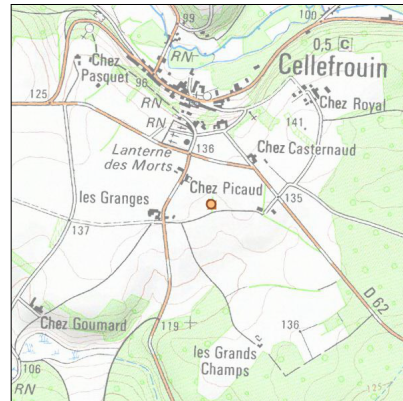 99
100
0,5 C
Chez
Pasquet
96
RN
Cellefrouin
125
RN
Chez Royal
RN
141
136
Lanterne
des Morts
Chez Casternaud
Chez Picaud
les Granges
135
137
D 62
119
136
Chez Goumard
les Grands
Champs
106
RN